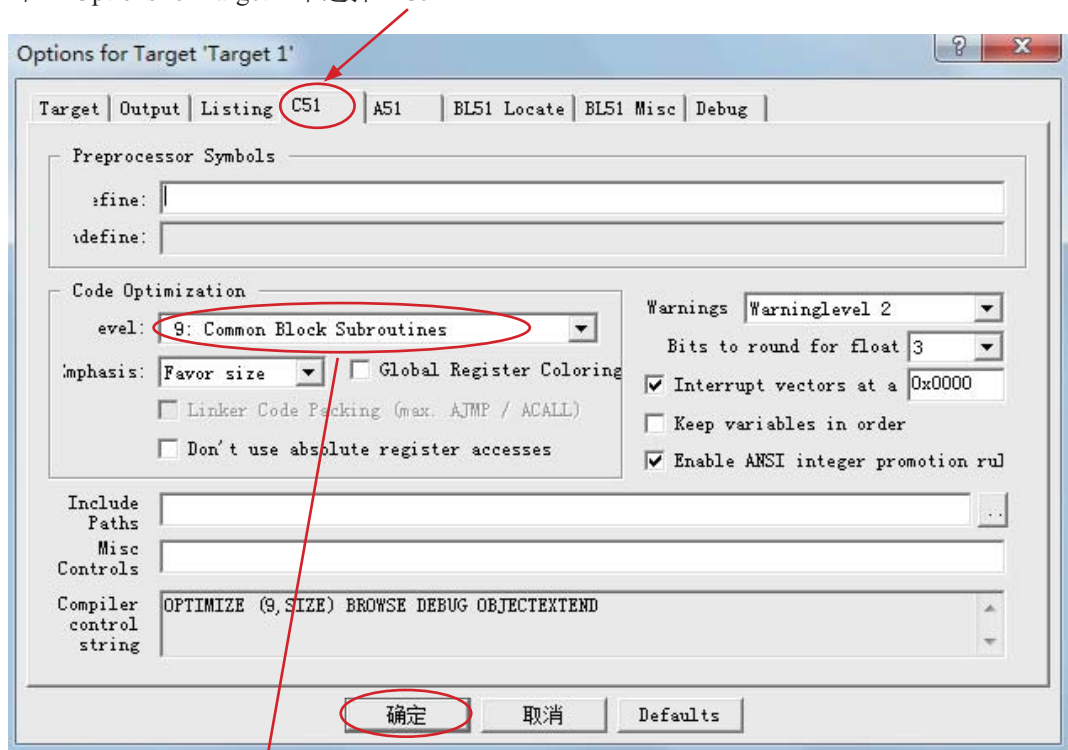 Options for Target 'Target 1'
Target Output Listing C51 A51 BL51 Locate BL51 Misc Debug
Preprocessor Symbols
efine:
define:
Code Optimization
evel: 9: Common Block Subroutines
mphasis: Favor size Global Register Coloring
Linker Code Packing (max. AJMP / ACALL)
Don't use absolute register accesses
Warnings Warninglevel 2
Bits to round for float 3
Interrupt vectors at a 0x0000
Keep variables in order
Enable ANSI integer promotion rul
Include Paths
..
Misc Controls
Compiler control string
OPTIMIZE (9,SIZE) BROWSE DEBUG OBJECTEXTEND
确定 取消 Defaults